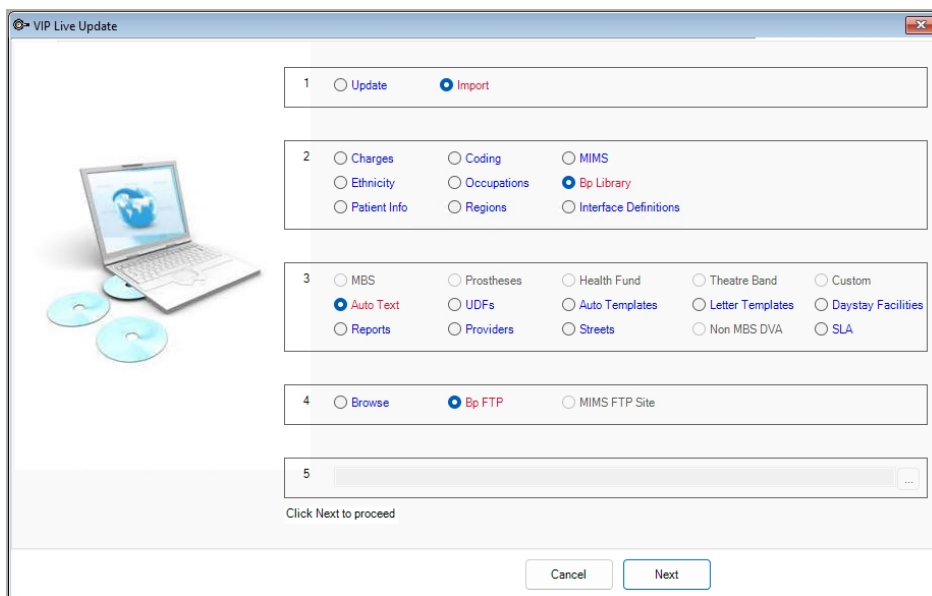 VIP Live Update
1 Update Import
2 Charges Coding MIMS
Ethnicity Occupations Bp Library
Patient Info Regions Interface Definitions
3 MBS Prostheses Health Fund Theatre Band Custom
Auto Text UDFs Auto Templates Letter Templates Daystay Facilities
Reports Providers Streets Non MBS DVA SLA
4 Browse Bp FTP MIMS FTP Site
5 ...
Click Next to proceed
Cancel Next